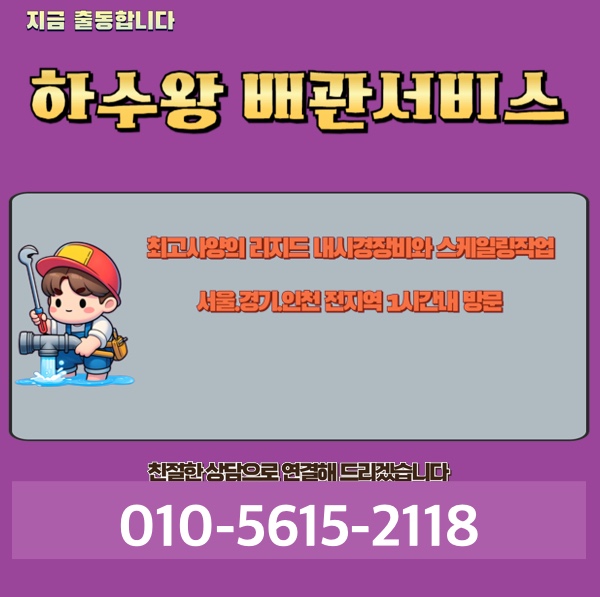 지금 출동합니다
하수왕 배관서비스
최고사양의 리지드 내시경장비와 스케일링작업
서울,경기,인천 전지역 1시간내 방문
친절한 상담으로 연결해 드리겠습니다
010-5615-2118